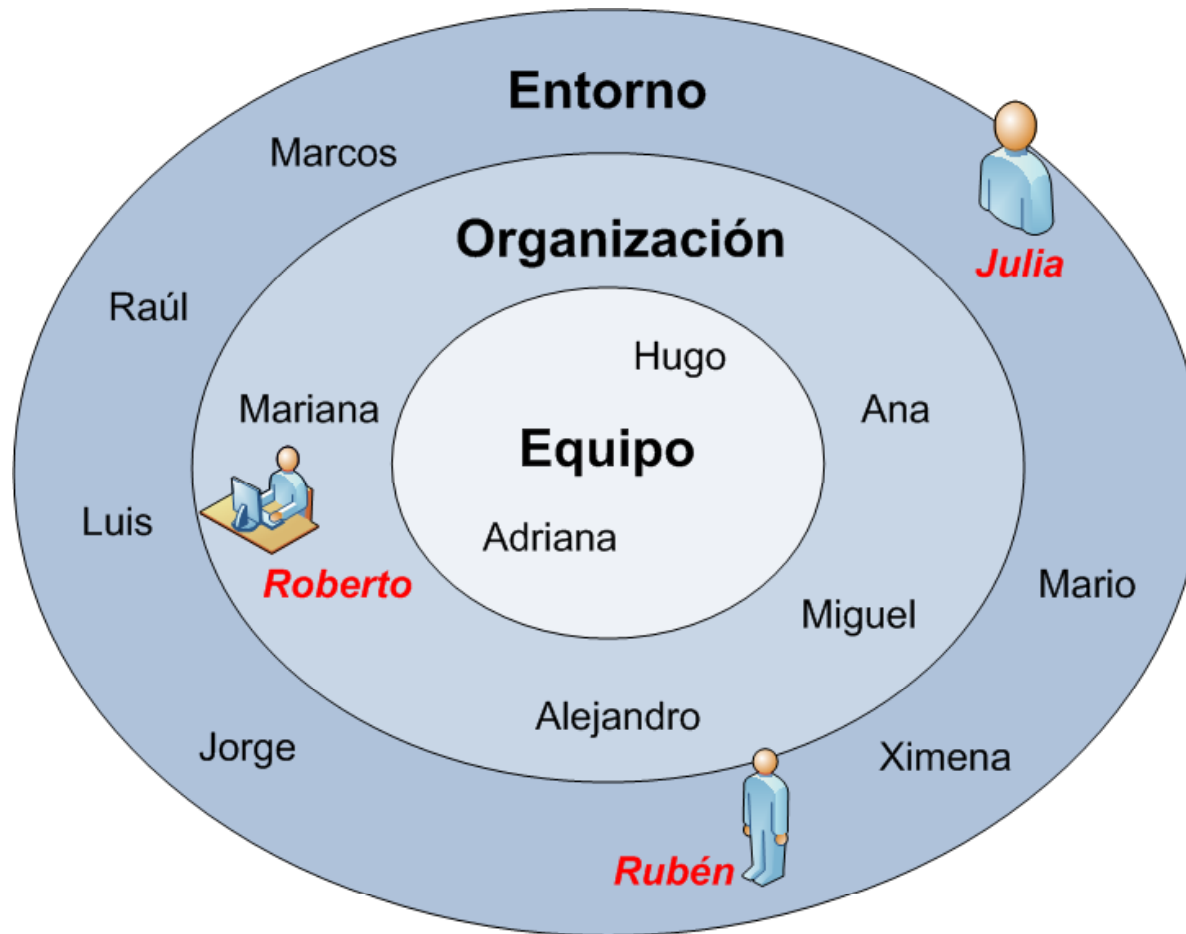 Entorno
Marcos
Organización
Julia
Raúl
Hugo
Mariana
Ana
Equipo
Luis
Adriana
Roberto
Mario
Miguel
Alejandro
Jorge
Ximena
Rubén